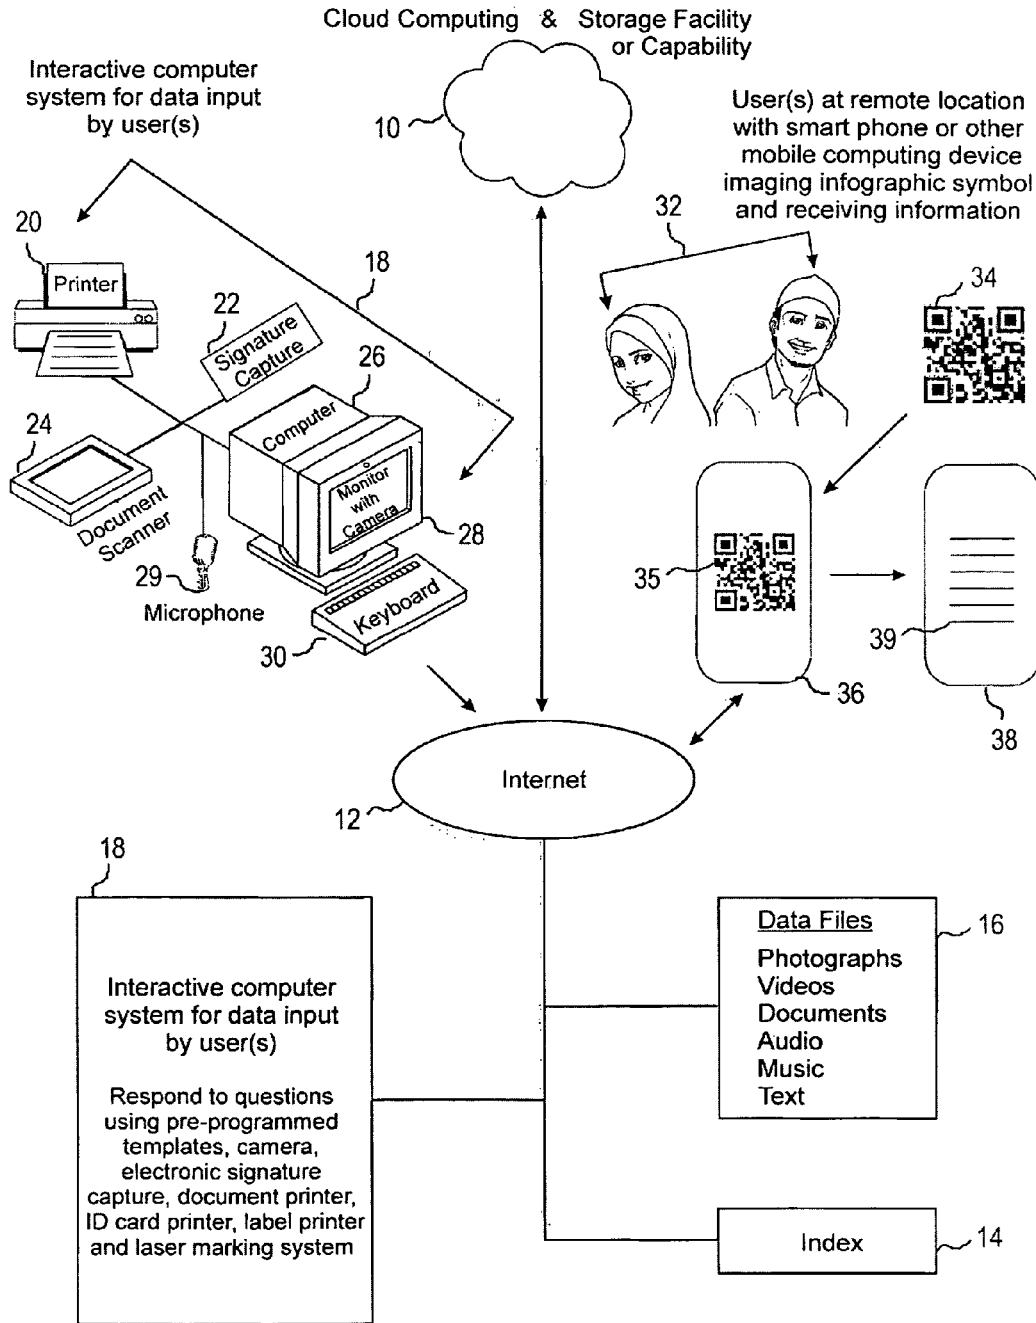 Cloud Computing & Storage Facility
or Capability
10
Interactive computer
system for data input
by user(s)
User(s) at remote location
with smart phone or other
mobile computing device
imaging infographic symbol
and receiving information
20
Printer
18
22
Signature
Capture
26
Computer
32
34
24
Document
Scanner
Monitor
with
Camera
28
29
Microphone
Keyboard
30
35
36
39
38
Internet
12
18
Interactive computer
system for data input
by user(s)
Respond to questions
using pre-programmed
templates, camera,
electronic signature
capture, document printer,
ID card printer, label printer
and laser marking system
Data Files
Photographs
Videos
Documents
Audio
Music
Text
16
Index
14